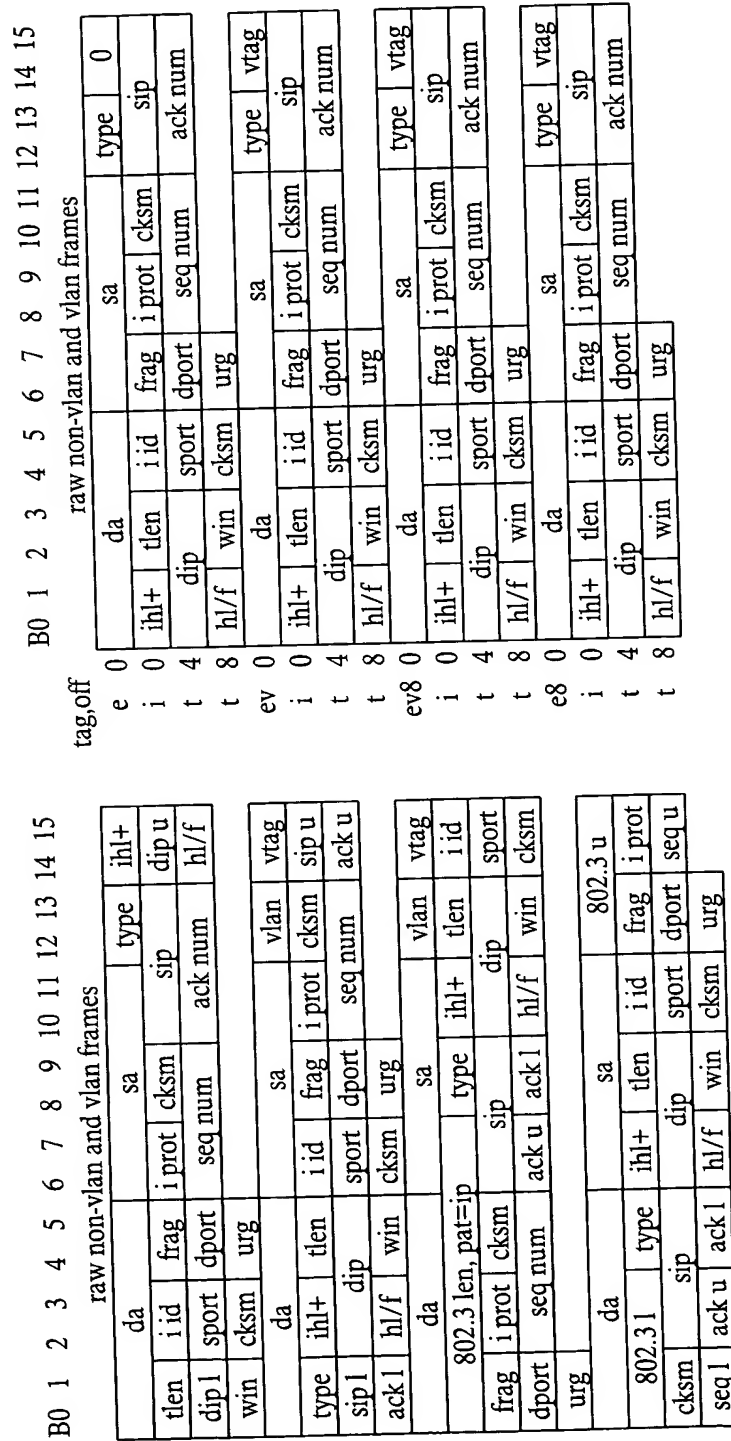 B0 1 2 3 4 5 6 7 8 9 10 11 12 13 14 15
raw non-vlan and vlan frames
da sa type ihl+
tlen i id frag i prot cksm sip dip u
dip l sport dport seq num ack num hl/f
win cksm urg
da sa vlan vtag
type ihl+ tlen i id frag i prot cksm sip u
sip l dip sport dport seq num ack u
ack l hl/f win cksm urg
da sa vlan vtag
802.3 len, pat=ip type ihl+ tlen i id
frag i prot cksm sip dip sport
dport seq num ack u ack l hl/f win cksm
urg
da sa 802.3 u
802.3 l type ihl+ tlen i id frag i prot
cksm sip dip sport dport seq u
seq l ack u ack l hl/f win cksm urg
B0 1 2 3 4 5 6 7 8 9 10 11 12 13 14 15
tag,off raw non-vlan and vlan frames
e 0 da sa type 0
i 0 ihl+ tlen i id frag i prot cksm sip
t 4 dip sport dport seq num ack num
t 8 hl/f win cksm urg
ev 0 da sa type vtag
i 0 ihl+ tlen i id frag i prot cksm sip
t 4 dip sport dport seq num ack num
t 8 hl/f win cksm urg
ev8 0 da sa type vtag
i 0 ihl+ tlen i id frag i prot cksm sip
t 4 dip sport dport seq num ack num
t 8 hl/f win cksm urg
e8 0 da sa type vtag
i 0 ihl+ tlen i id frag i prot cksm sip
t 4 dip sport dport seq num ack num
t 8 hl/f win cksm urg